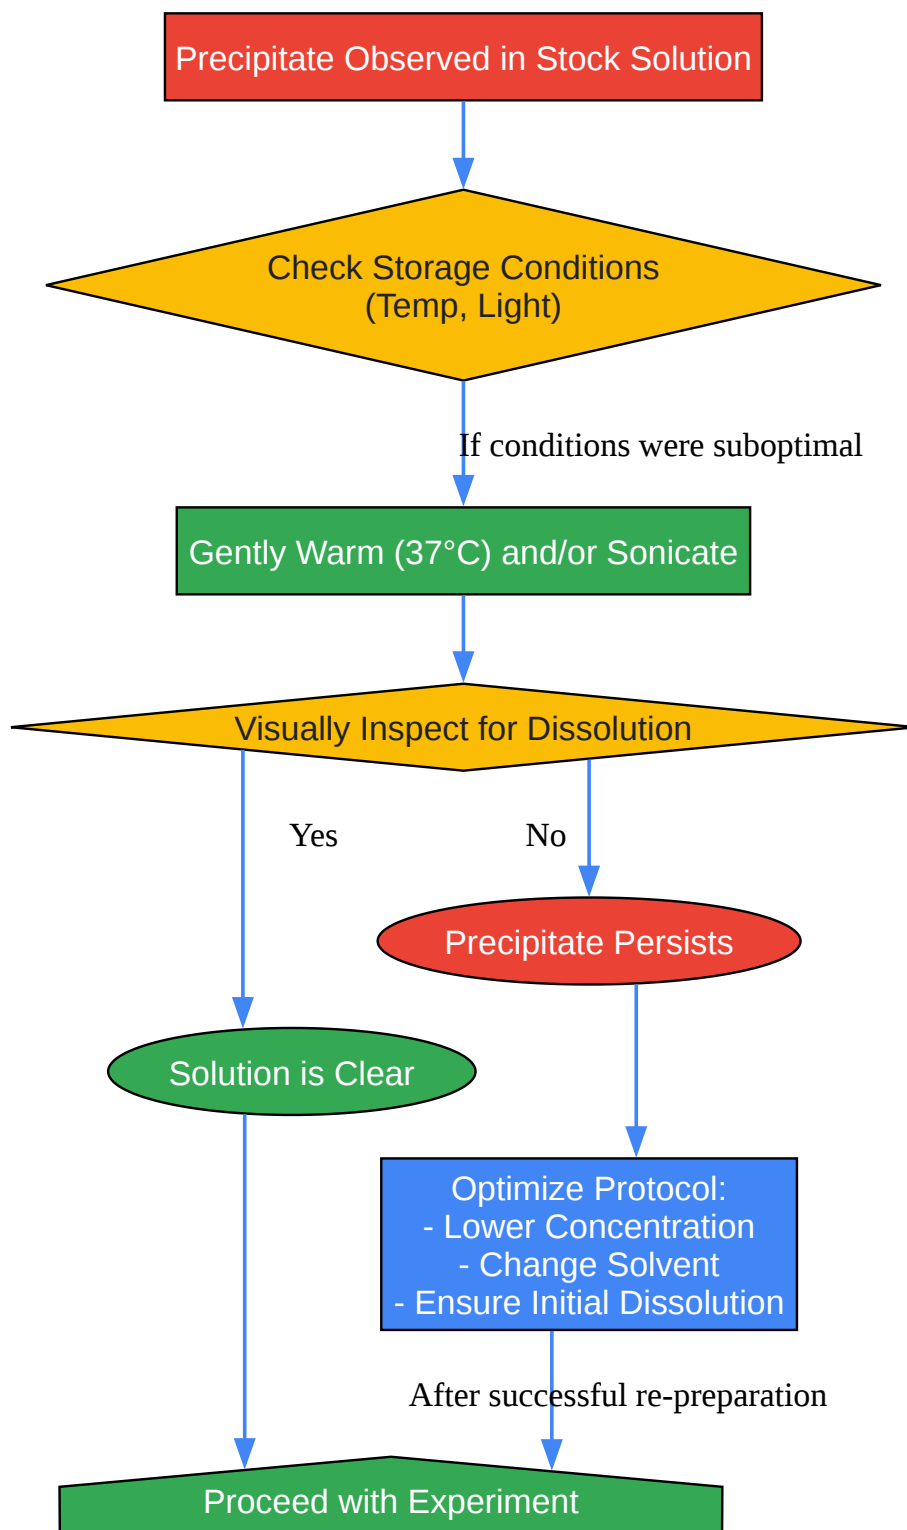 Precipitate Observed in Stock Solution
Check Storage Conditions
(Temp, Light)
If conditions were suboptimal
Gently Warm (37°C) and/or Sonicate
Visually Inspect for Dissolution
Yes
No
Precipitate Persists
Solution is Clear
Optimize Protocol:
- Lower Concentration
- Change Solvent
- Ensure Initial Dissolution
After successful re-preparation
Proceed with Experiment